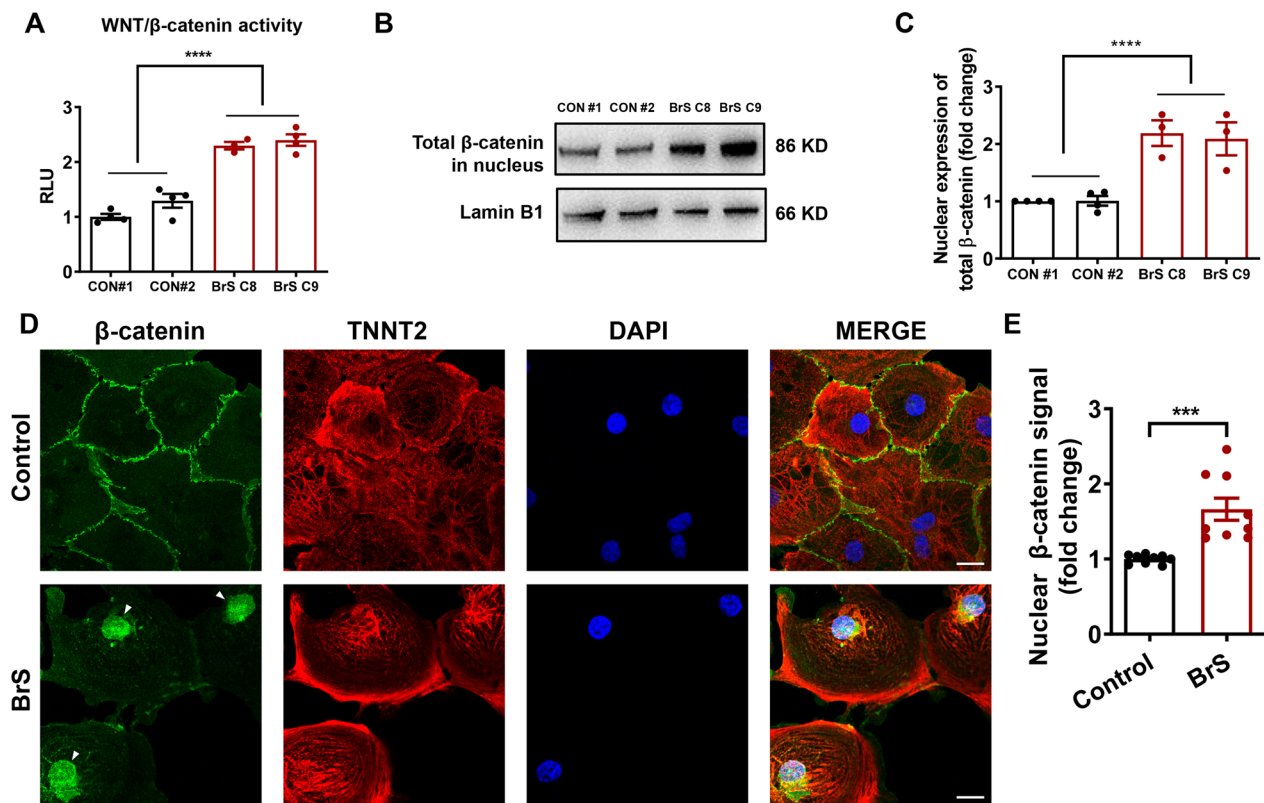 A
WNT/β-catenin activity
****
RLU
3
2
1
0
CON#1 CON#2 BrS C8 BrS C9
B
CON #1 CON #2 BrS C8 BrS C9
Total β-catenin
in nucleus
86 KD
Lamin B1
66 KD
C
****
Nuclear expression of
total β-catenin (fold change)
3
2
1
0
CON #1 CON #2 BrS C8 BrS C9
D
β-catenin TNNT2 DAPI MERGE
Control
BrS
E
***
Nuclear β-catenin signal
(fold change)
3
2
1
0
Control BrS